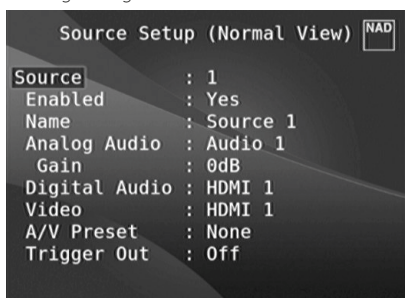 Source Setup (Normal View) NAD
Source : 1
Enabled : Yes
Name : Source 1
Analog Audio : Audio 1
Gain : 0dB
Digital Audio : HDMI 1
Video : HDMI 1
A/V Preset : None
Trigger Out : Off